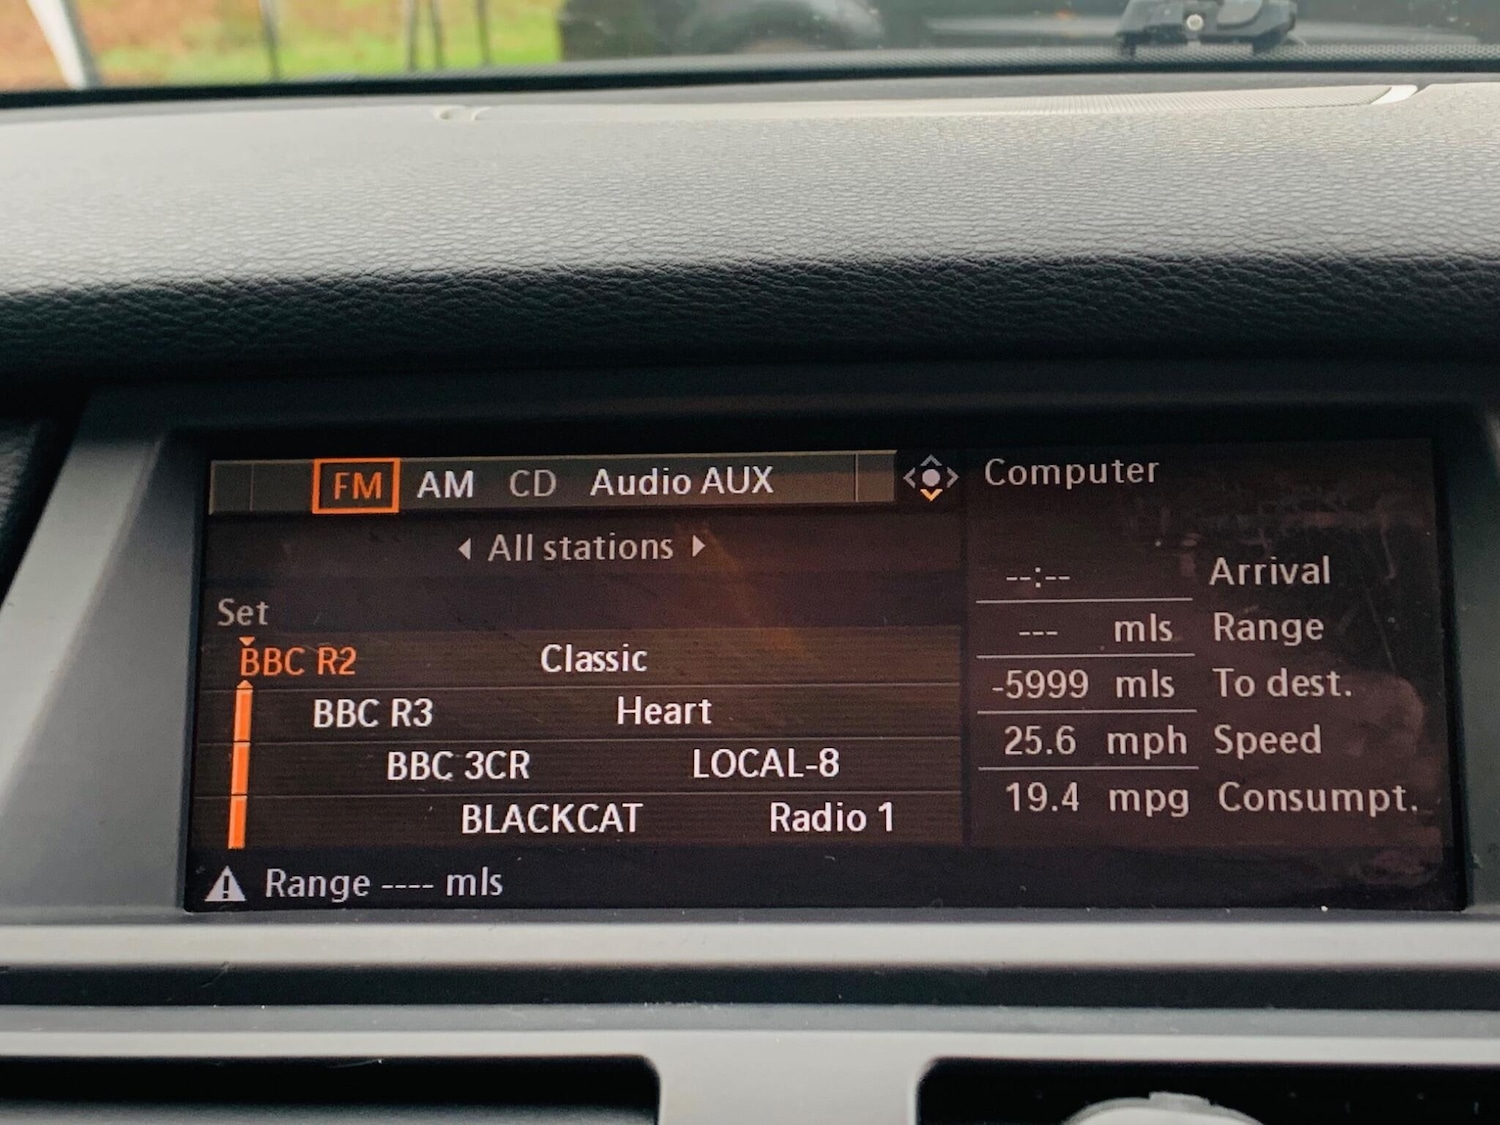 FM AM CD Audio AUX
All stations
Set
BBC R2 Classic
BBC R3 Heart
BBC 3CR LOCAL-8
BLACKCAT Radio 1
Range ---- mls
Computer
--:-- Arrival
--- mls Range
-5999 mls To dest.
25.6 mph Speed
19.4 mpg Consumpt.